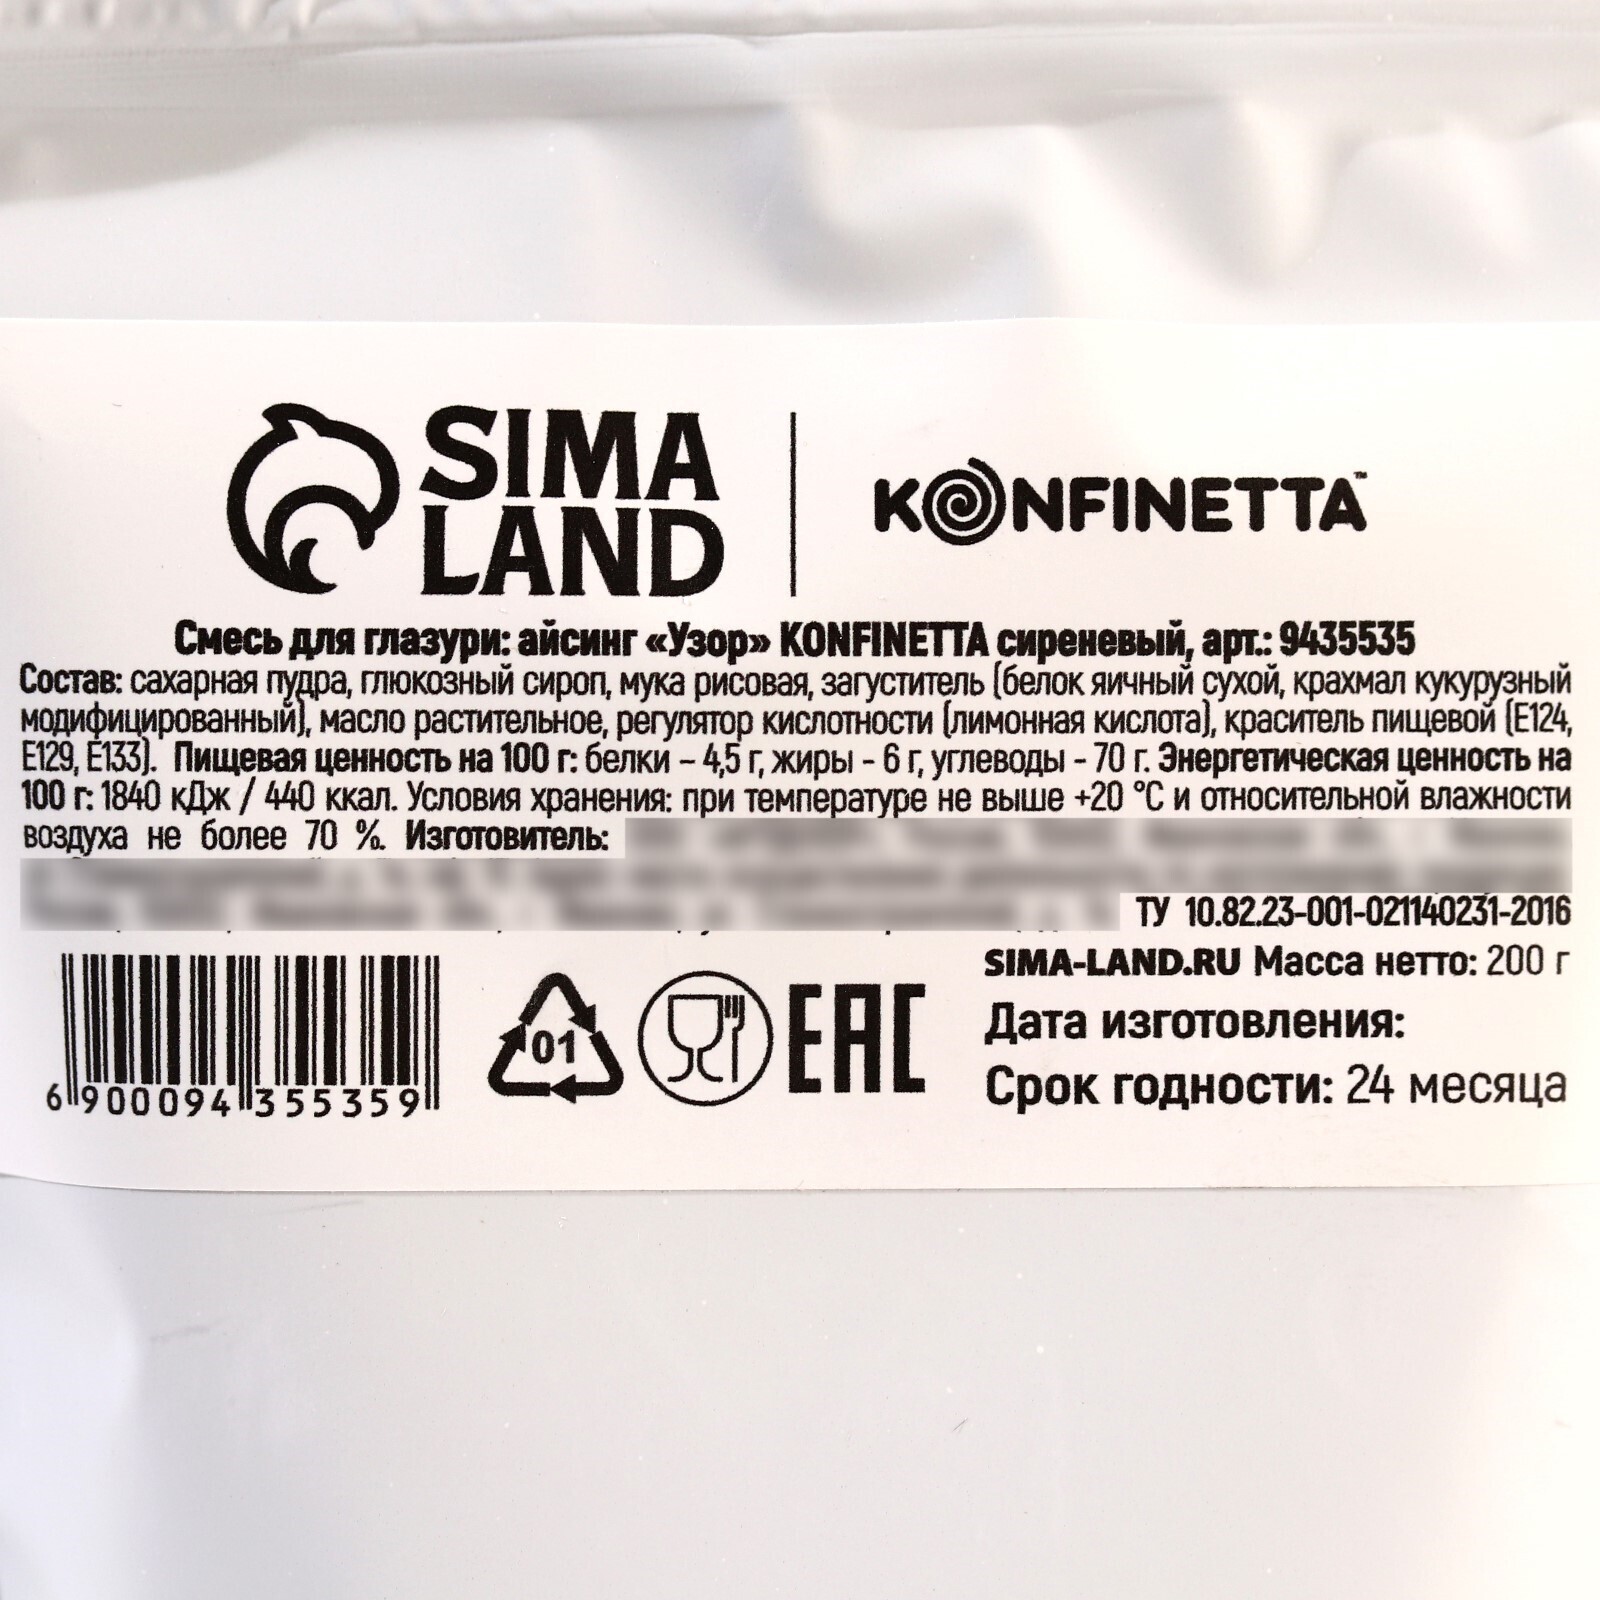 SIMA
LAND
KONFINETTA™
Смесь для глазури: айсинг «Узор» KONFINETTA сиреневый, арт.: 9435535
Состав: сахарная пудра, глюкозный сироп, мука рисовая, загуститель (белок яичный сухой, крахмал кукурузный
модифицированный), масло растительное, регулятор кислотности (лимонная кислота), краситель пищевой (Е124,
Е129, Е133). Пищевая ценность на 100 г: белки – 4,5 г, жиры - 6 г, углеводы - 70 г. Энергетическая ценность на
100 г: 1840 кДж / 440 ккал. Условия хранения: при температуре не выше +20 °C и относительной влажности
воздуха не более 70 %. Изготовитель:
ТУ 10.82.23-001-021140231-2016
SIMA-LAND.RU Масса нетто: 200 г
Дата изготовления:
Срок годности: 24 месяца
6 900094 355359
01
EAC